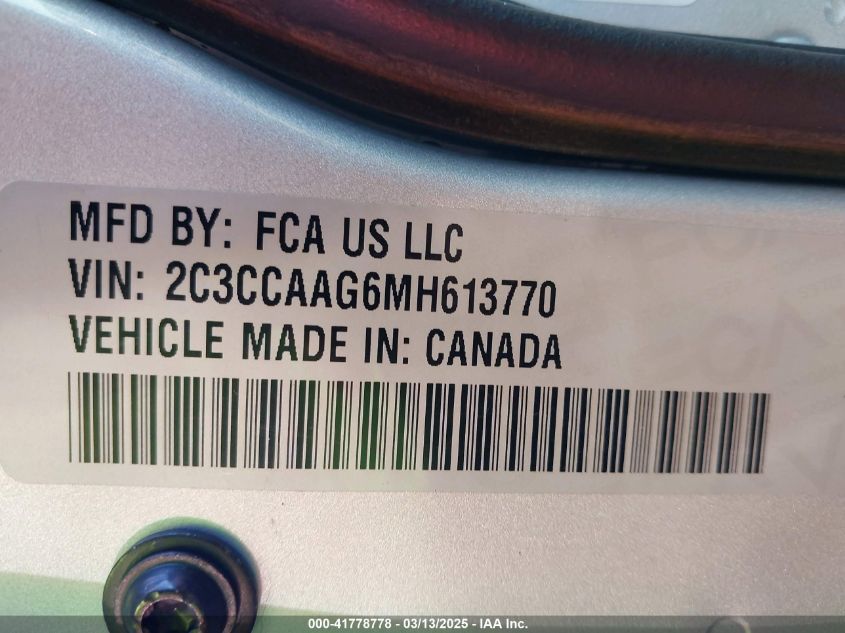 MFD BY: FCA US LLC
VIN: 2C3CCAAG6MH613770
VEHICLE MADE IN: CANADA
000-41778778 - 03/13/2025 - IAA Inc.